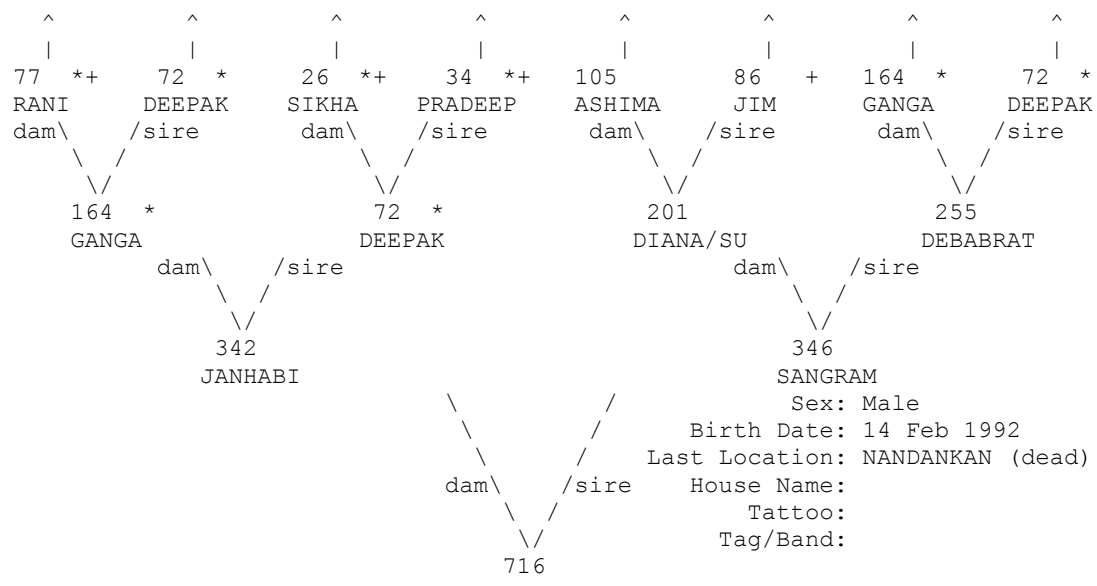 ^ ^ ^ ^ ^ ^ ^ ^
| | | | | | | |
77 *+ 72 * 26 *+ 34 *+ 105 86 + 164 * 72 *
RANI DEEPAK SIKHA PRADEEP ASHIMA JIM GANGA DEEPAK
dam\ /sire dam\ /sire dam\ /sire dam\ /sire
\ / \ / \ / \ /
\/ \/ \/ \/
164 * 72 * 201 255
GANGA DEEPAK DIANA/SU DEBABRAT
dam\ /sire dam\ /sire
\ / \ /
\/ \/
342 346
JANHABI SANGRAM
\ / Sex: Male
\ / Birth Date: 14 Feb 1992
\ / Last Location: NANDANKAN (dead)
dam\ /sire House Name:
\ / Tattoo:
\/ Tag/Band:
716